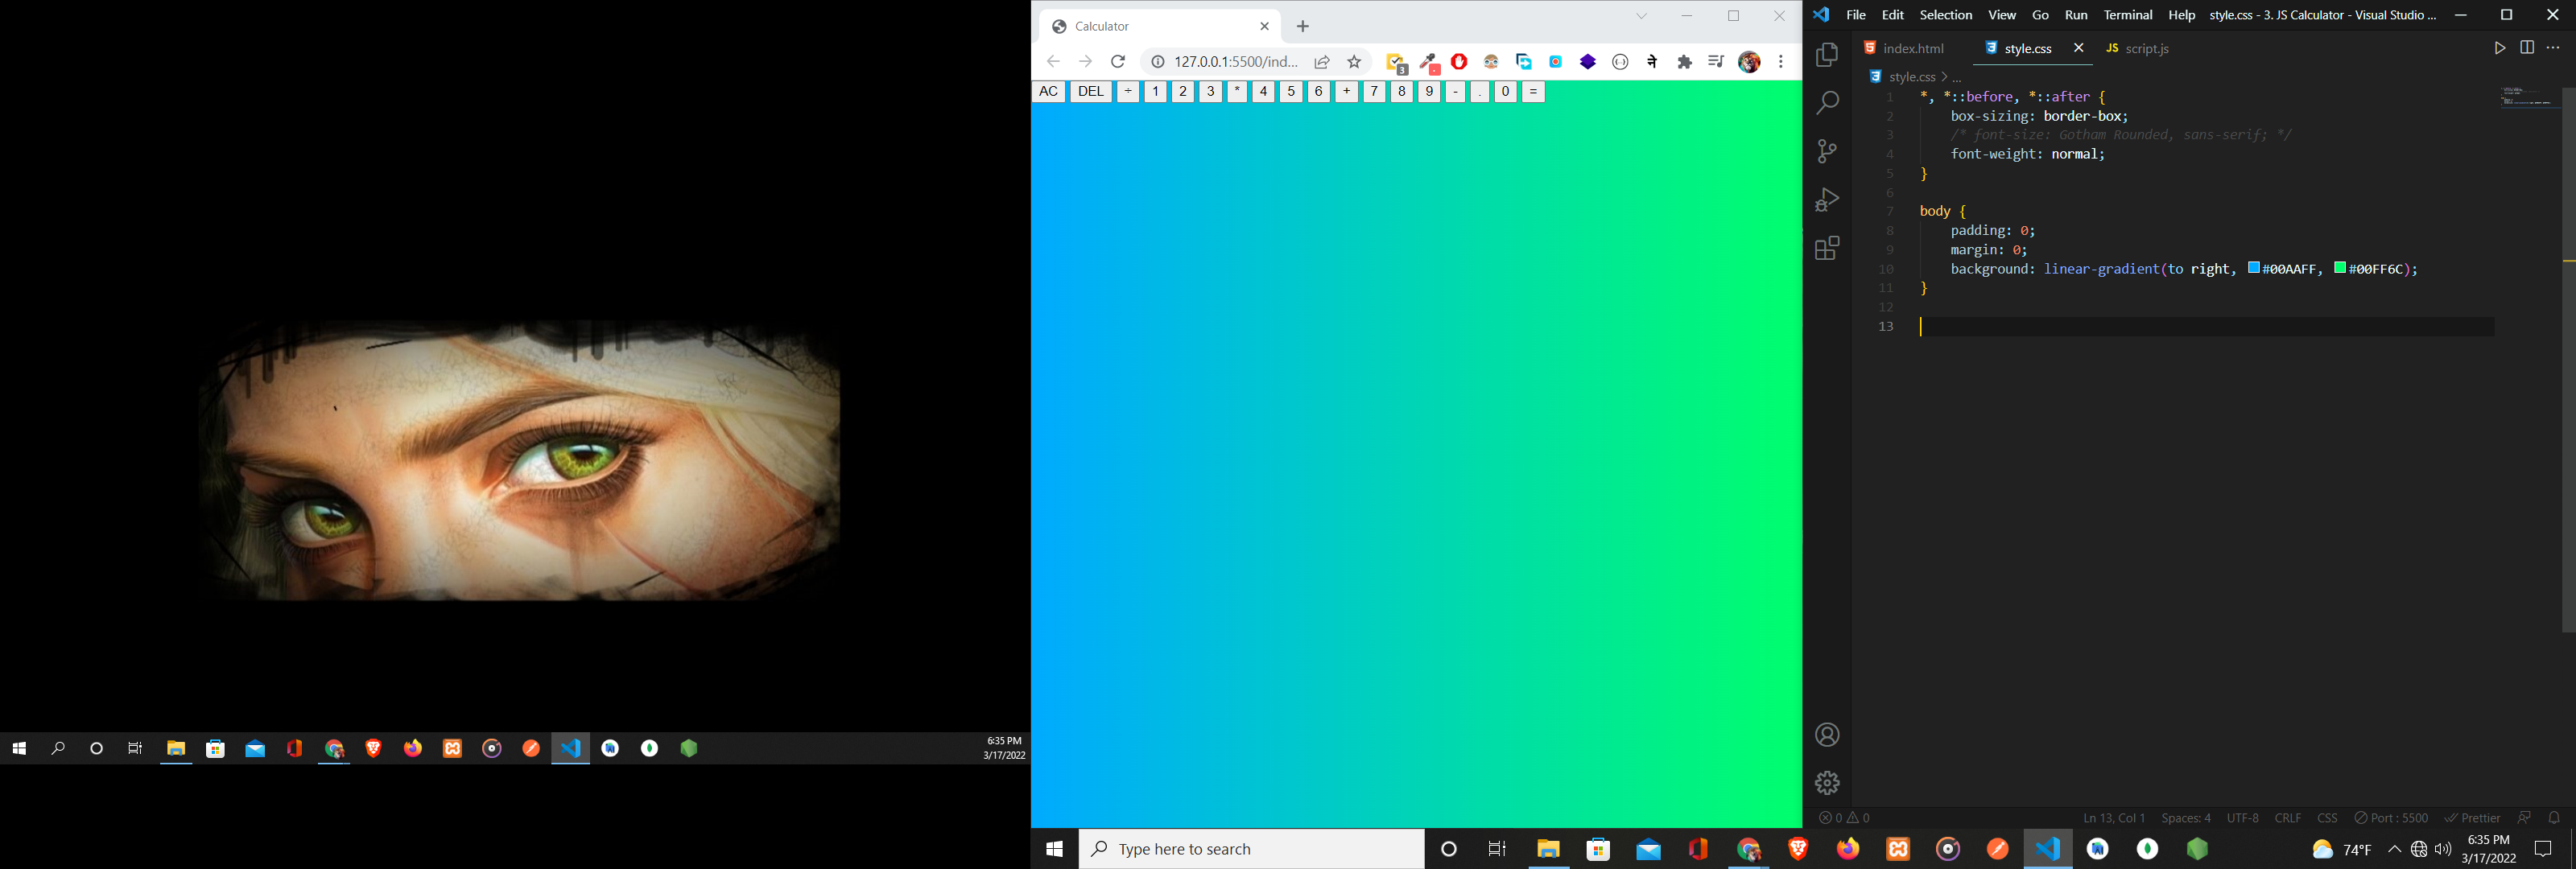 6:35 PM
3/17/2022
Calculator
127.0.0.1:5500/ind...
3
ने
AC DEL ÷ 1 2 3 * 4 5 6 + 7 8 9 - . 0 =
Type here to search
File Edit Selection View Go Run Terminal Help style.css - 3. JS Calculator - Visual Studio ...
index.html style.css JS script.js
style.css > ...
1 *, *::before, *::after {
2 box-sizing: border-box;
3 /* font-size: Gotham Rounded, sans-serif; */
4 font-weight: normal;
5 }
6
7 body {
8 padding: 0;
9 margin: 0;
10 background: linear-gradient(to right, #00AAFF, #00FF6C);
11 }
12
13
0 0 Ln 13, Col 1 Spaces: 4 UTF-8 CRLF CSS Port : 5500 Prettier
74°F 6:35 PM
3/17/2022